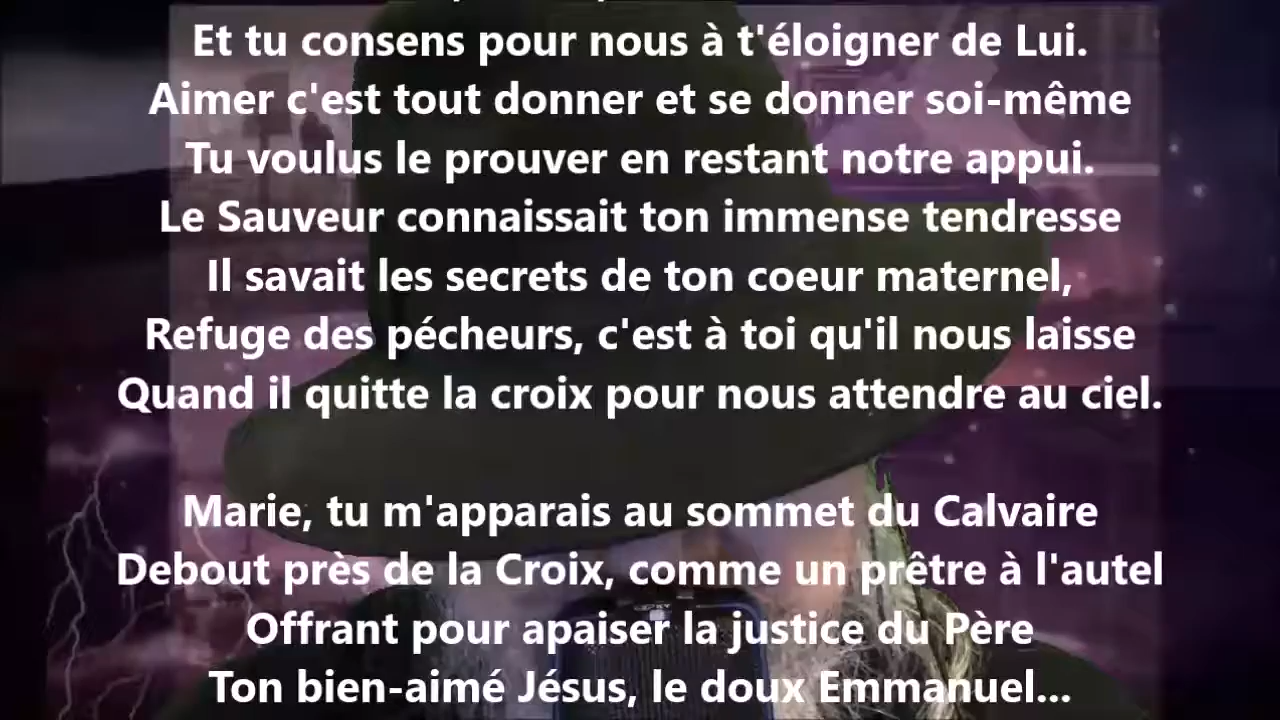 Et tu consens pour nous à t'éloigner de Lui.
Aimer c'est tout donner et se donner soi-même
Tu voulus le prouver en restant notre appui.
Le Sauveur connaissait ton immense tendresse
Il savait les secrets de ton coeur maternel,
Refuge des pécheurs, c'est à toi qu'il nous laisse
Quand il quitte la croix pour nous attendre au ciel.
Marie, tu m'apparais au sommet du Calvaire
Debout près de la Croix, comme un prêtre à l'autel
Offrant pour apaiser la justice du Père
Ton bien-aimé Jésus, le doux Emmanuel...